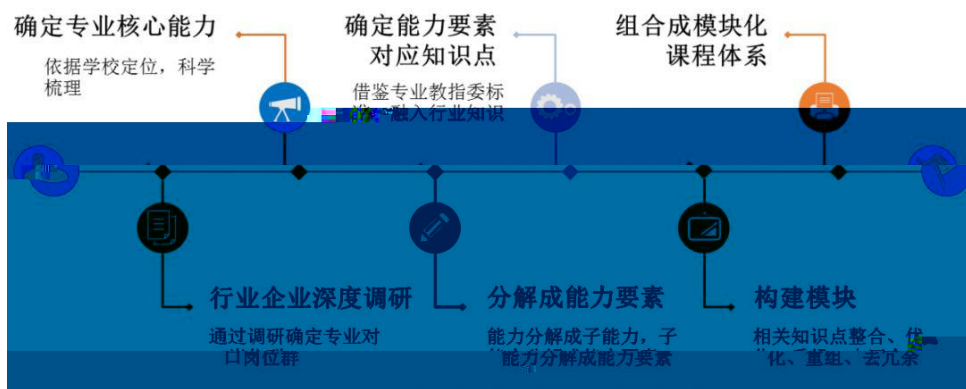 确定专业核心能力
依据学校定位，科学
梳理
确定能力要素
对应知识点
借鉴专业教指委标
融入行业知识
组合成模块化
课程体系
行业企业深度调研
通过调研确定专业对
口岗位群
分解成能力要素
能力分解成子能力，子
能力分解成能力要素
构建模块
相关知识点整合、优
化、重组、去冗余